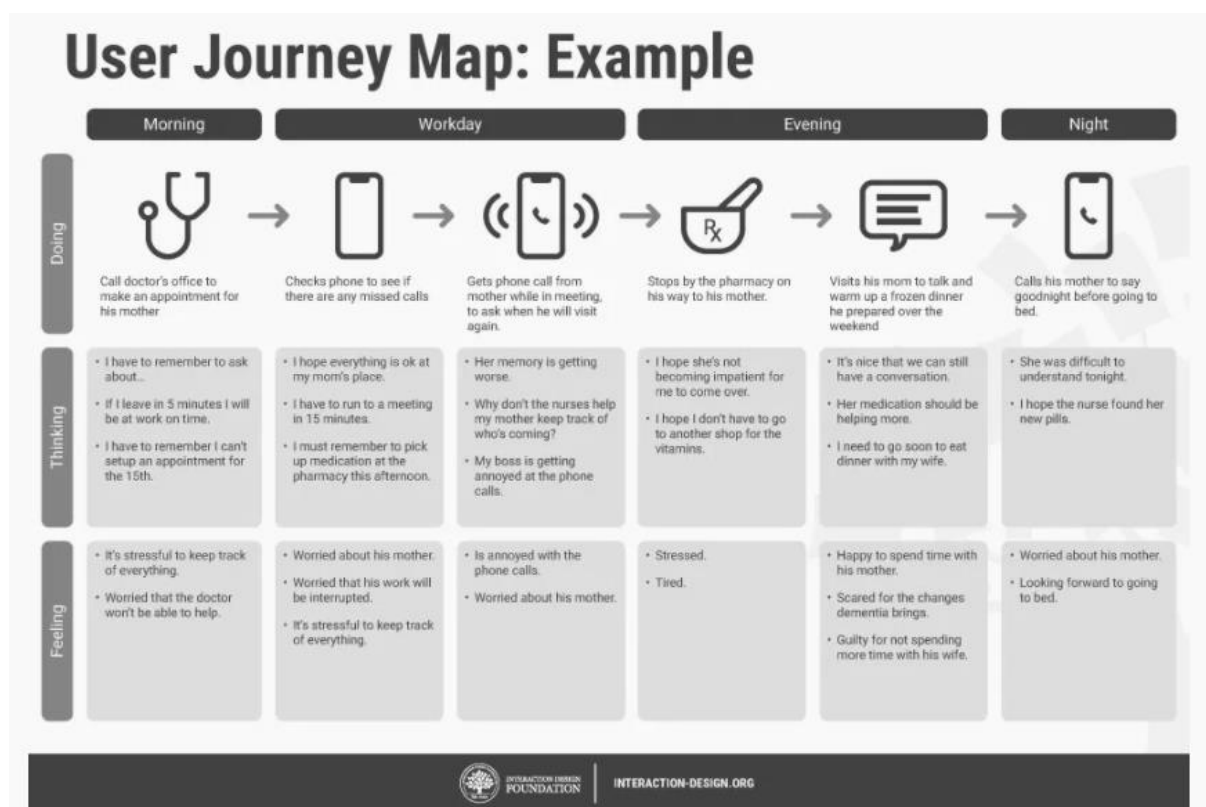 User Journey Map: Example
Morning
Workday
Evening
Night
Doing
Rx
Call doctor's office to
make an appointment for
his mother
Checks phone to see if
there are any missed calls
Gets phone call from
mother while in meeting,
to ask when he will visit
again.
Stops by the pharmacy on
his way to his mother.
Visits his mom to talk and
warm up a frozen dinner
he prepared over the
weekend
Calls his mother to say
goodnight before going to
bed.
Thinking
• I have to remember to ask
about…
• If I leave in 5 minutes I will
be at work on time.
• I have to remember I can't
setup an appointment for
the 15th.
• I hope everything is ok at
my mom's place.
• I have to run to a meeting
in 15 minutes.
• I must remember to pick
up medication at the
pharmacy this afternoon.
• Her memory is getting
worse.
• Why don't the nurses help
my mother keep track of
who's coming?
• My boss is getting
annoyed at the phone
calls.
• I hope she's not
becoming impatient for
me to come over.
• I hope I don't have to go
to another shop for the
vitamins.
• It's nice that we can still
have a conversation.
• Her medication should be
helping more.
• I need to go soon to eat
dinner with my wife.
• She was difficult to
understand tonight.
• I hope the nurse found her
new pills.
Feeling
• It's stressful to keep track
of everything.
• Worried that the doctor
won't be able to help.
• Worried about his mother.
• Worried that his work will
be interrupted.
• It's stressful to keep track
of everything.
• Is annoyed with the
phone calls.
• Worried about his mother.
• Stressed.
• Tired.
• Happy to spend time with
his mother.
• Scared for the changes
dementia brings.
• Guilty for not spending
more time with his wife.
• Worried about his mother.
• Looking forward to going
to bed.
INTERACTION DESIGN
FOUNDATION
INTERACTION-DESIGN.ORG